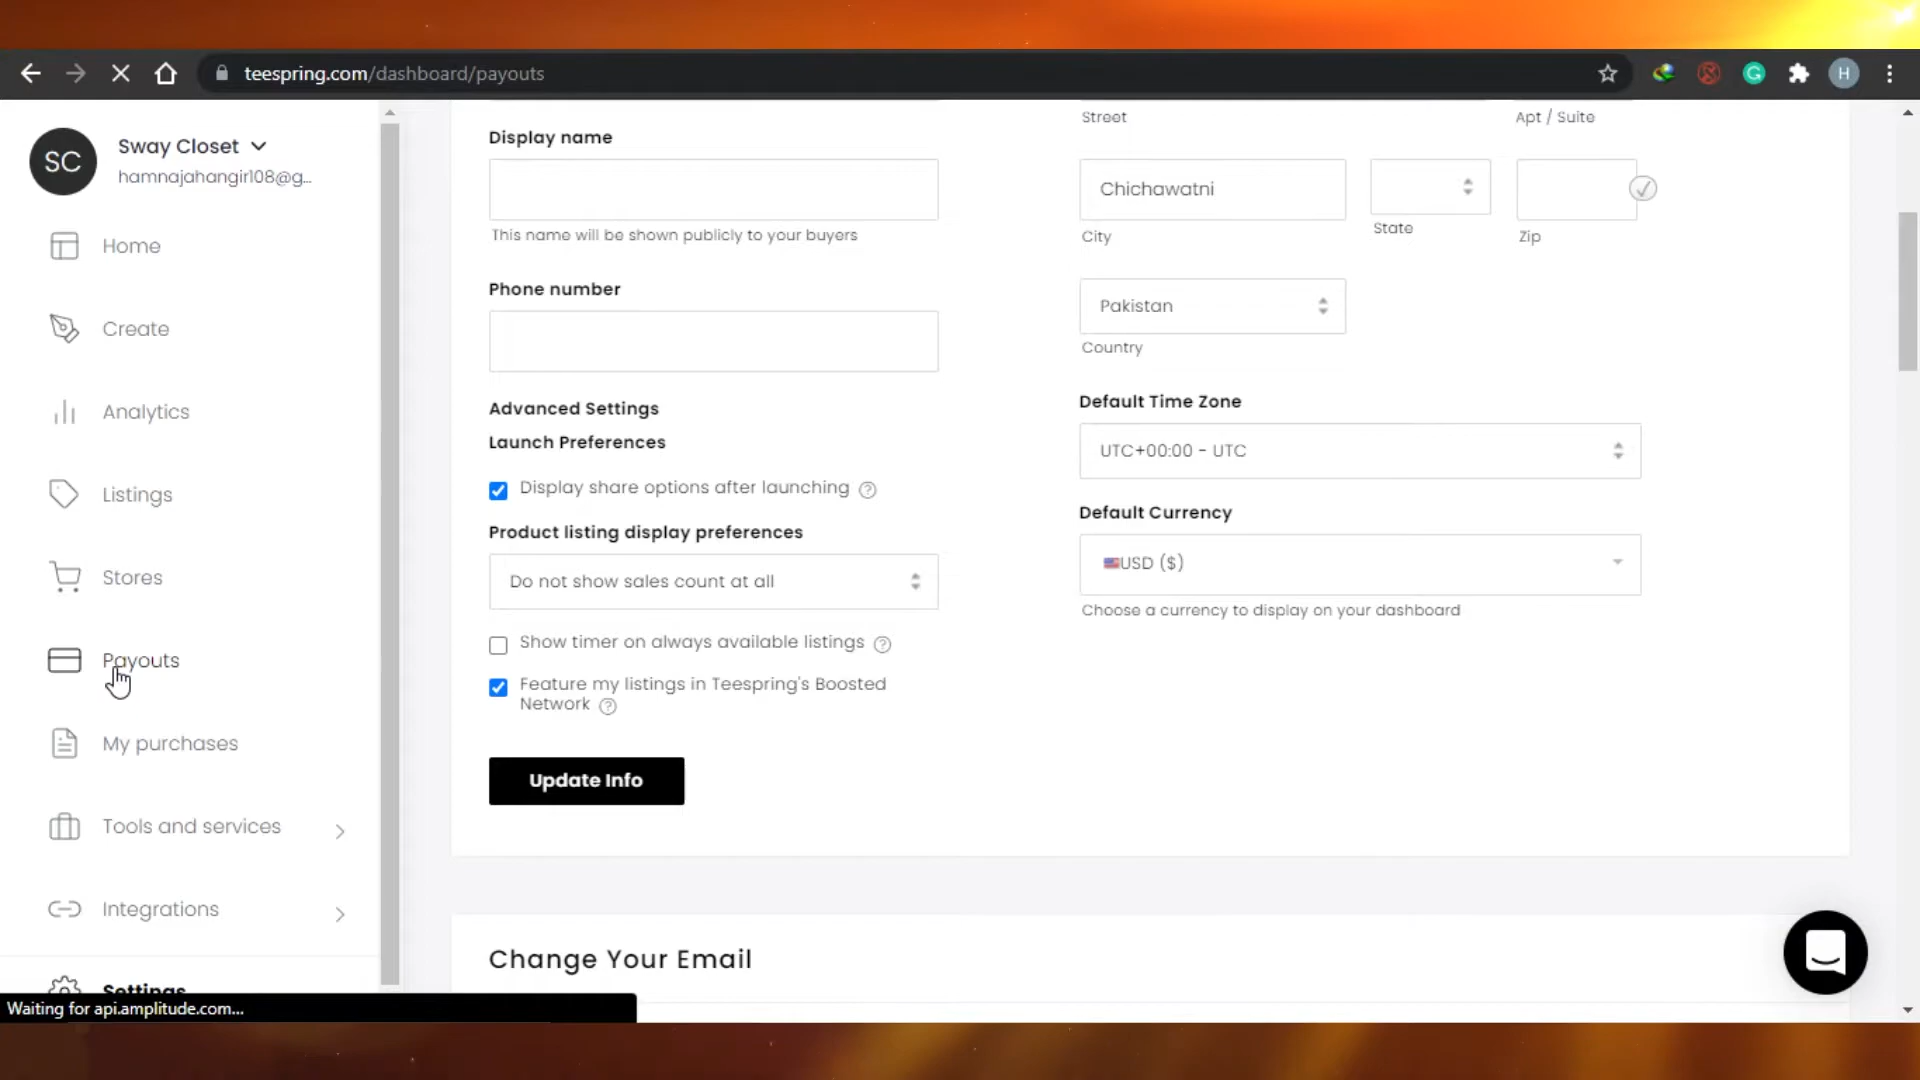 teespring.com/dashboard/payouts
H
SC
Sway Closet
hamnajahangir108@g...
Home
Create
Analytics
Listings
Stores
Payouts
My purchases
Tools and services
Integrations
Settings
Waiting for api.amplitude.com...
Display name
This name will be shown publicly to your buyers
Phone number
Advanced Settings
Launch Preferences
Display share options after launching ?
Product listing display preferences
Do not show sales count at all
Show timer on always available listings ?
Feature my listings in Teespring's Boosted
Network ?
Update Info
Street
Apt / Suite
Chichawatni
City
State
Zip
Pakistan
Country
Default Time Zone
UTC+00:00 - UTC
Default Currency
USD ($)
Choose a currency to display on your dashboard
Change Your Email